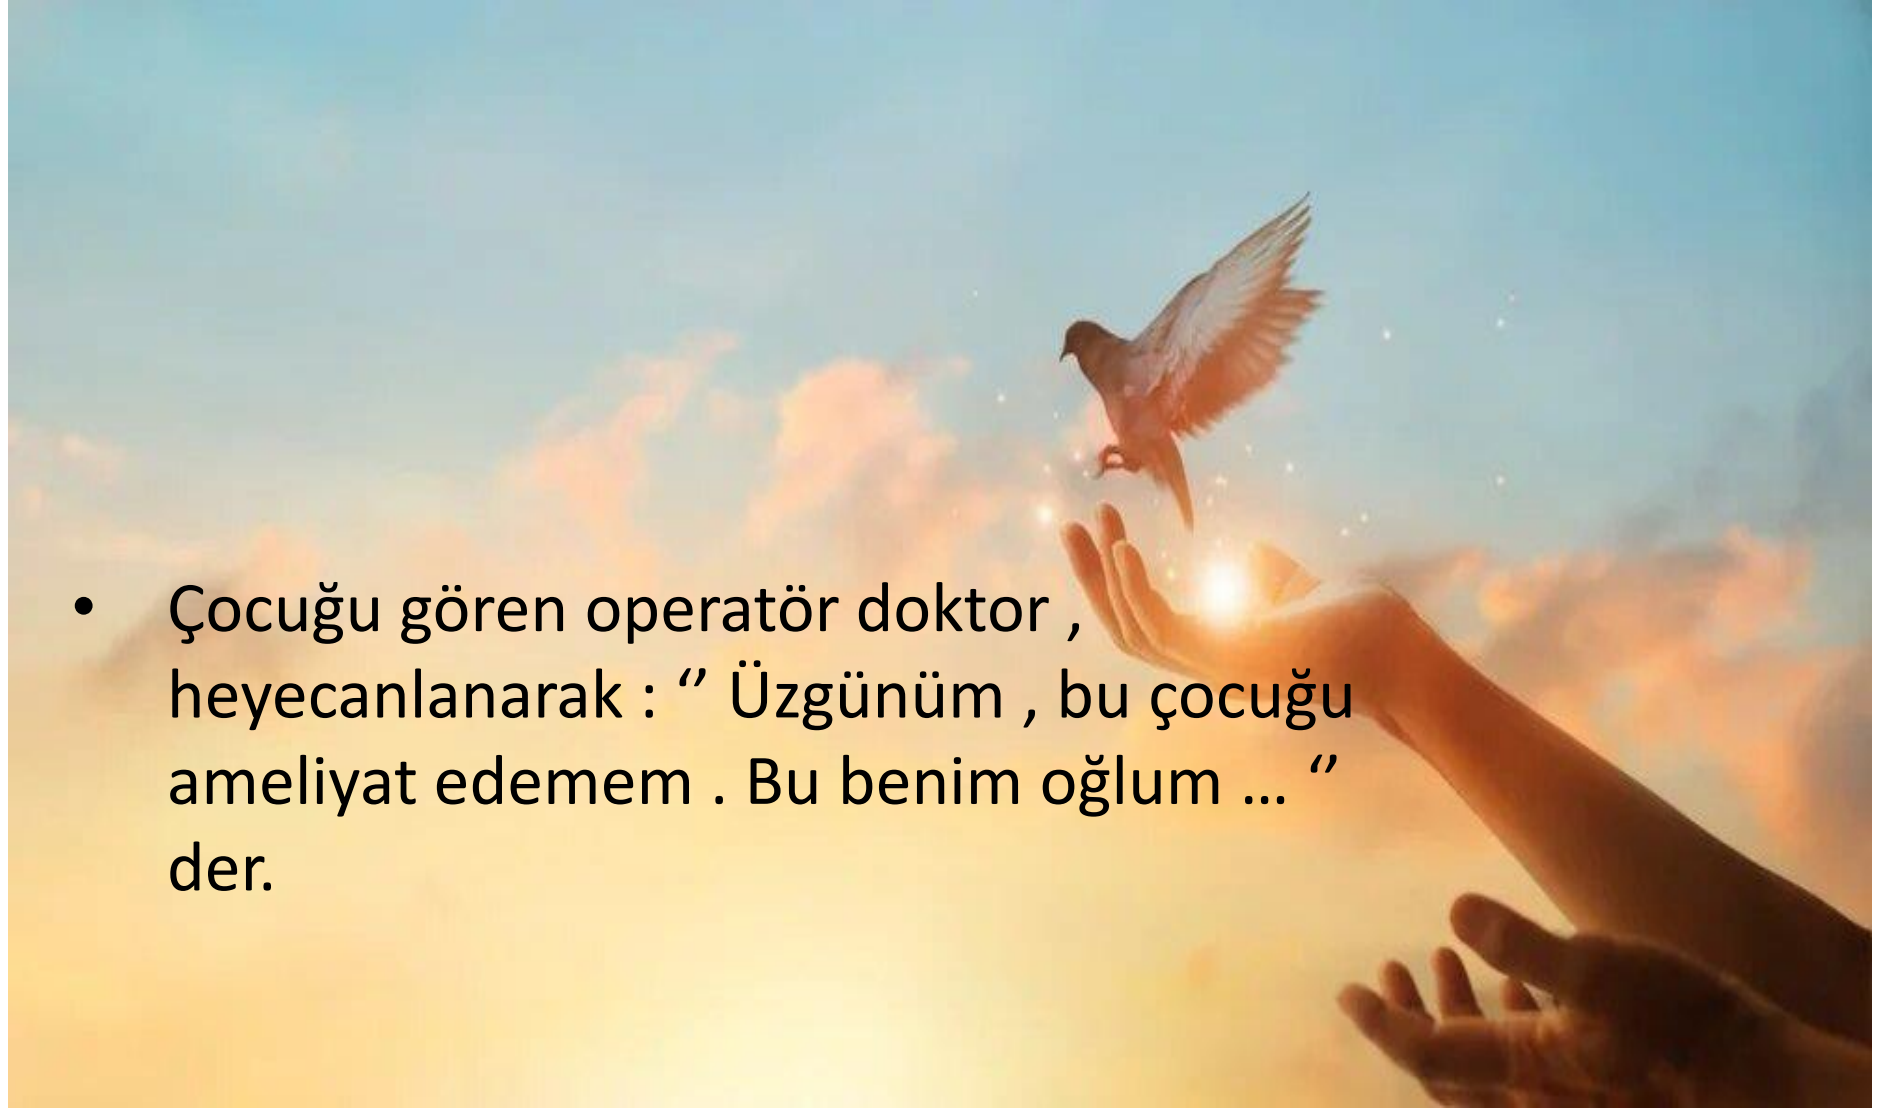 • Çocuğu gören operatör doktor ,
heyecanlanarak : ‘’ Üzgünüm , bu çocuğu
ameliyat edemem . Bu benim oğlum … ‘’
der.